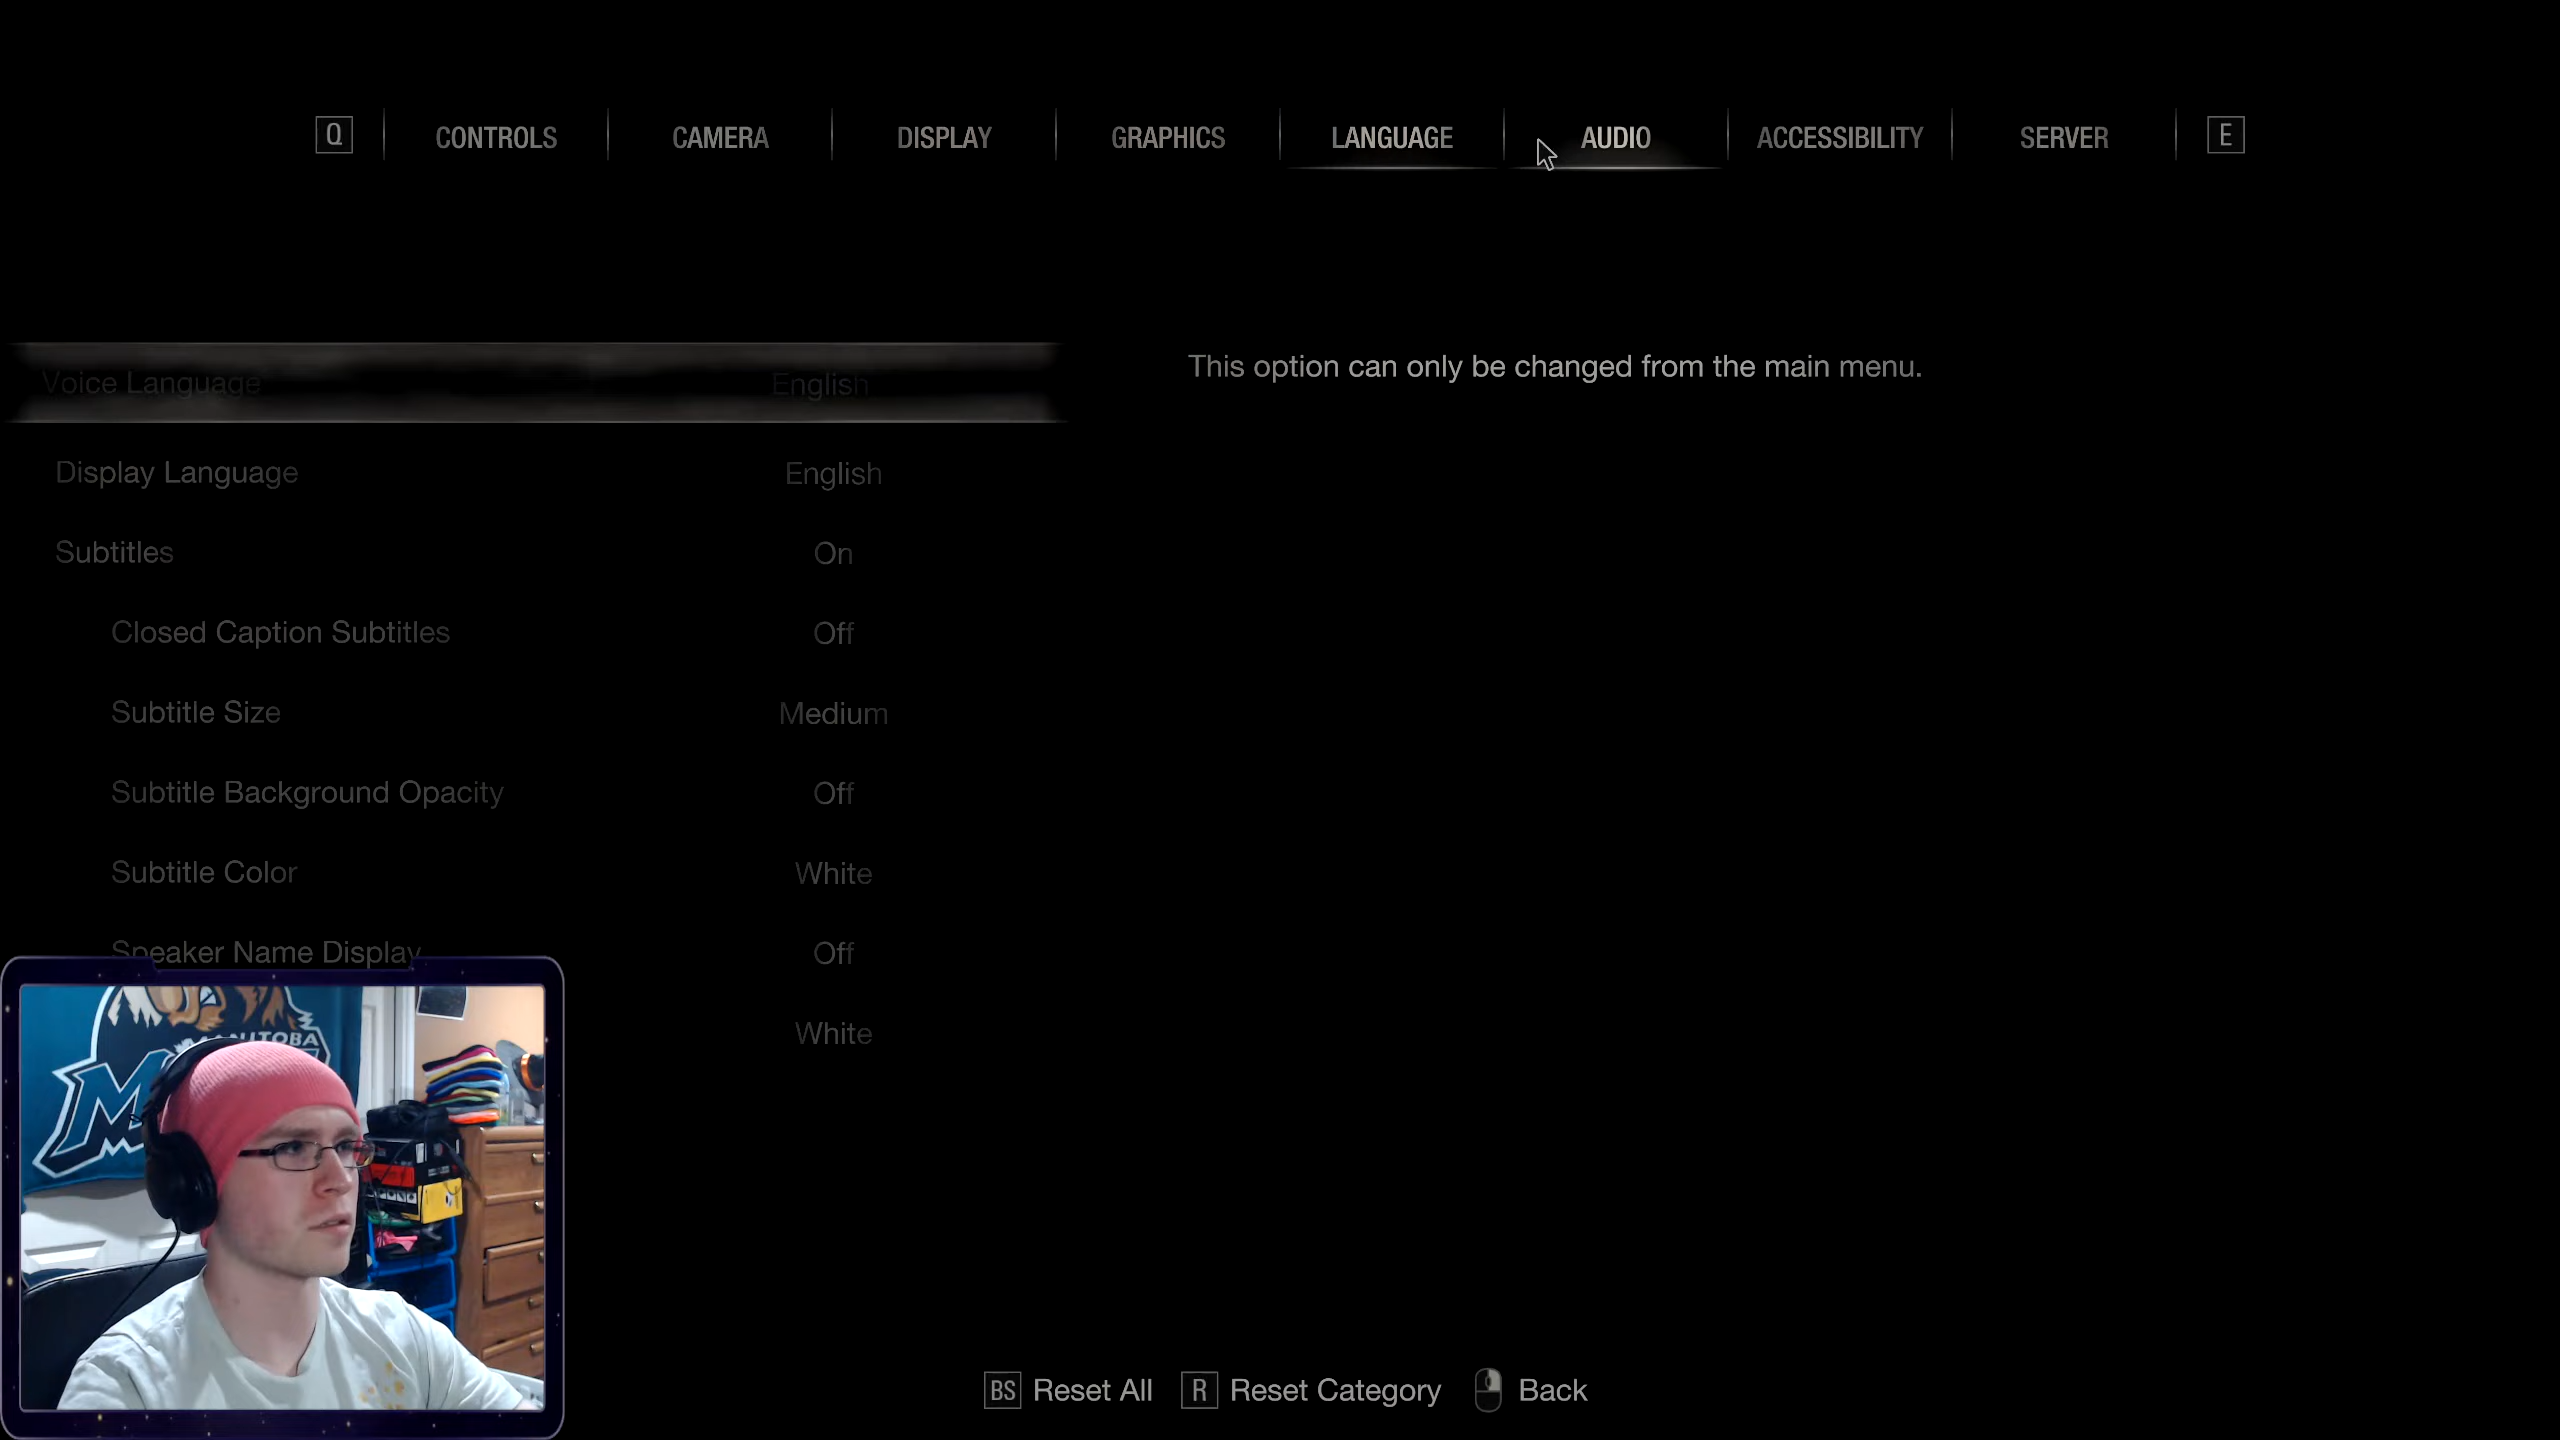 Q CONTROLS CAMERA DISPLAY GRAPHICS LANGUAGE AUDIO ACCESSIBILITY SERVER E
Voice Language English
This option can only be changed from the main menu.
Display Language English
Subtitles On
Closed Caption Subtitles Off
Subtitle Size Medium
Subtitle Background Opacity Off
Subtitle Color White
Speaker Name Display Off
White
MANITOBA
M
BS Reset All R Reset Category Back